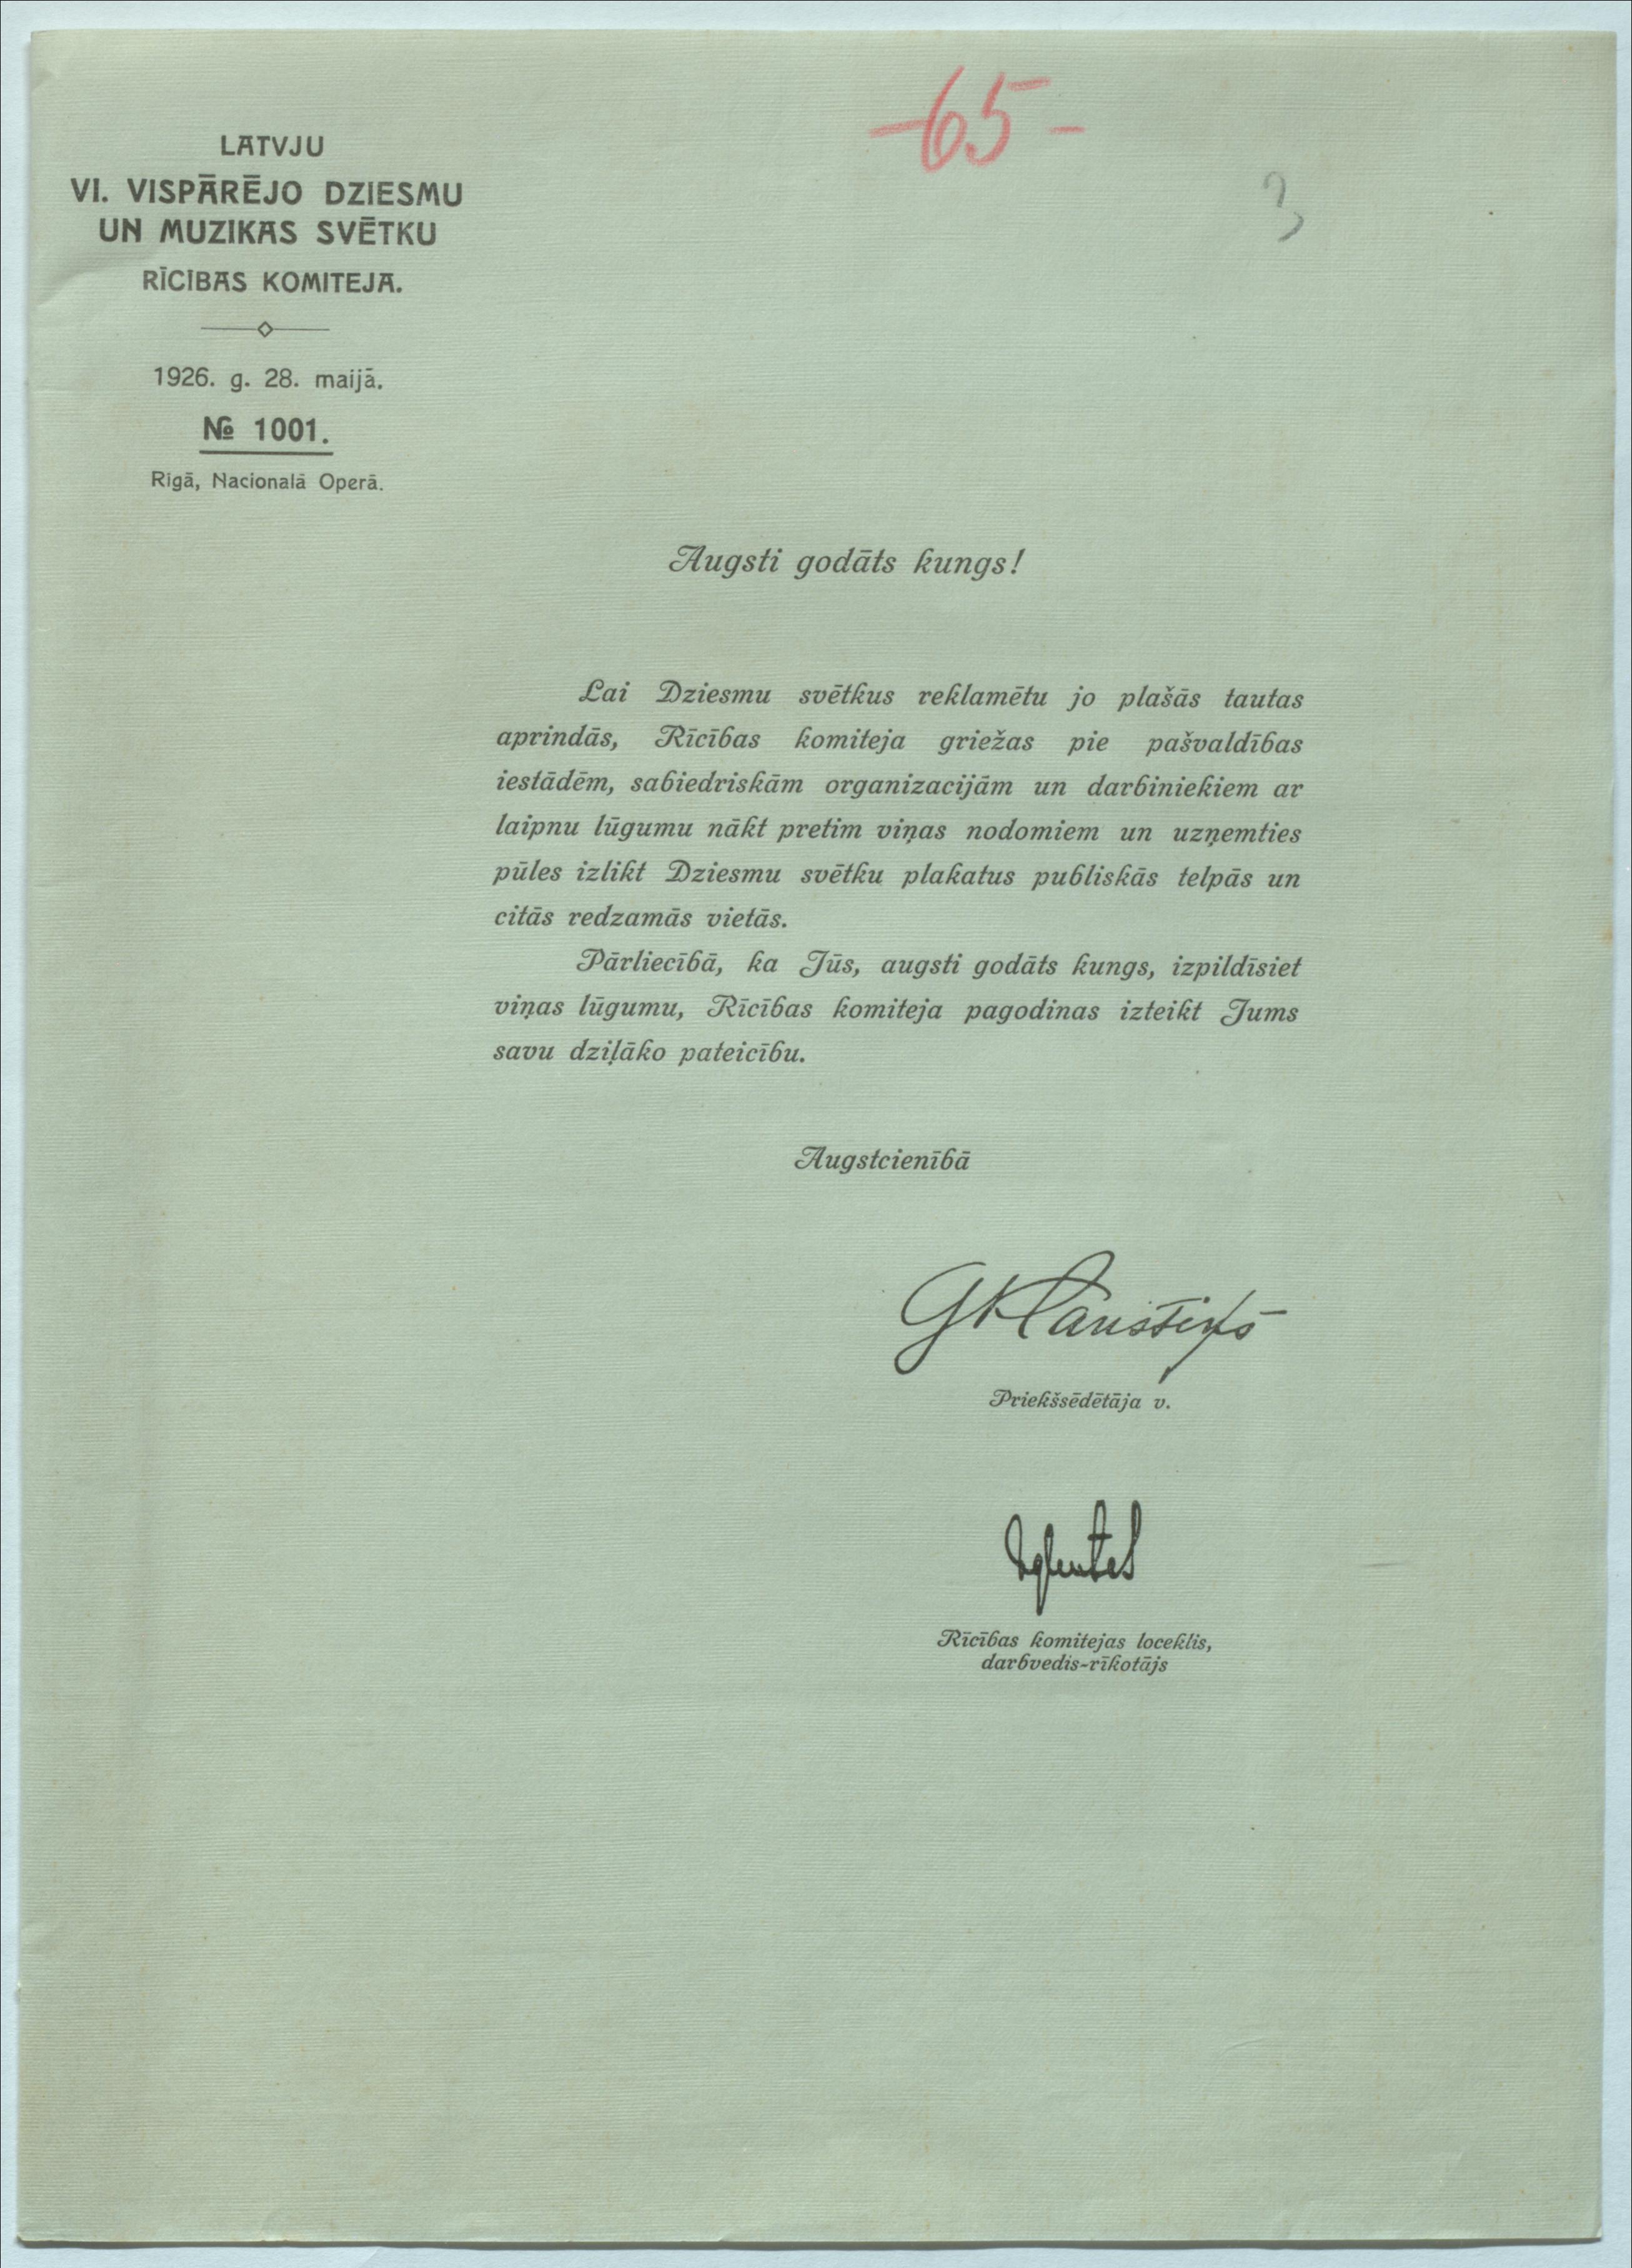 -65-
3
LATVJU
VI. VISPĀRĒJO DZIESMU
UN MUZIKAS SVĒTKU
RĪCIBAS KOMITEJA.
1926. g. 28. maijā.
№ 1001.
Rigā, Nacionalā Operā.
Augsti godāts kungs!
Lai Dziesmu svētkus reklamētu jo plašās tautas
aprindās, Rīcības komiteja griežas pie pašvaldības
iestādēm, sabiedriskām organizacijām un darbiniekiem ar
laipnu lūgumu nākt pretim viņas nodomiem un uzņemties
pūles izlikt Dziesmu svētku plakatus publiskās telpās un
citās redzamās vietās.
Pārliecībā, ka Jūs, augsti godāts kungs, izpildīsiet
viņas lūgumu, Rīcības komiteja pagodinas izteikt Jums
savu dziļāko pateicību.
Augstcienībā
GKlaustiņš
Priekšsēdētāja v.
Rīcības komitejas loceklis,
darbvedis-rīkotājs